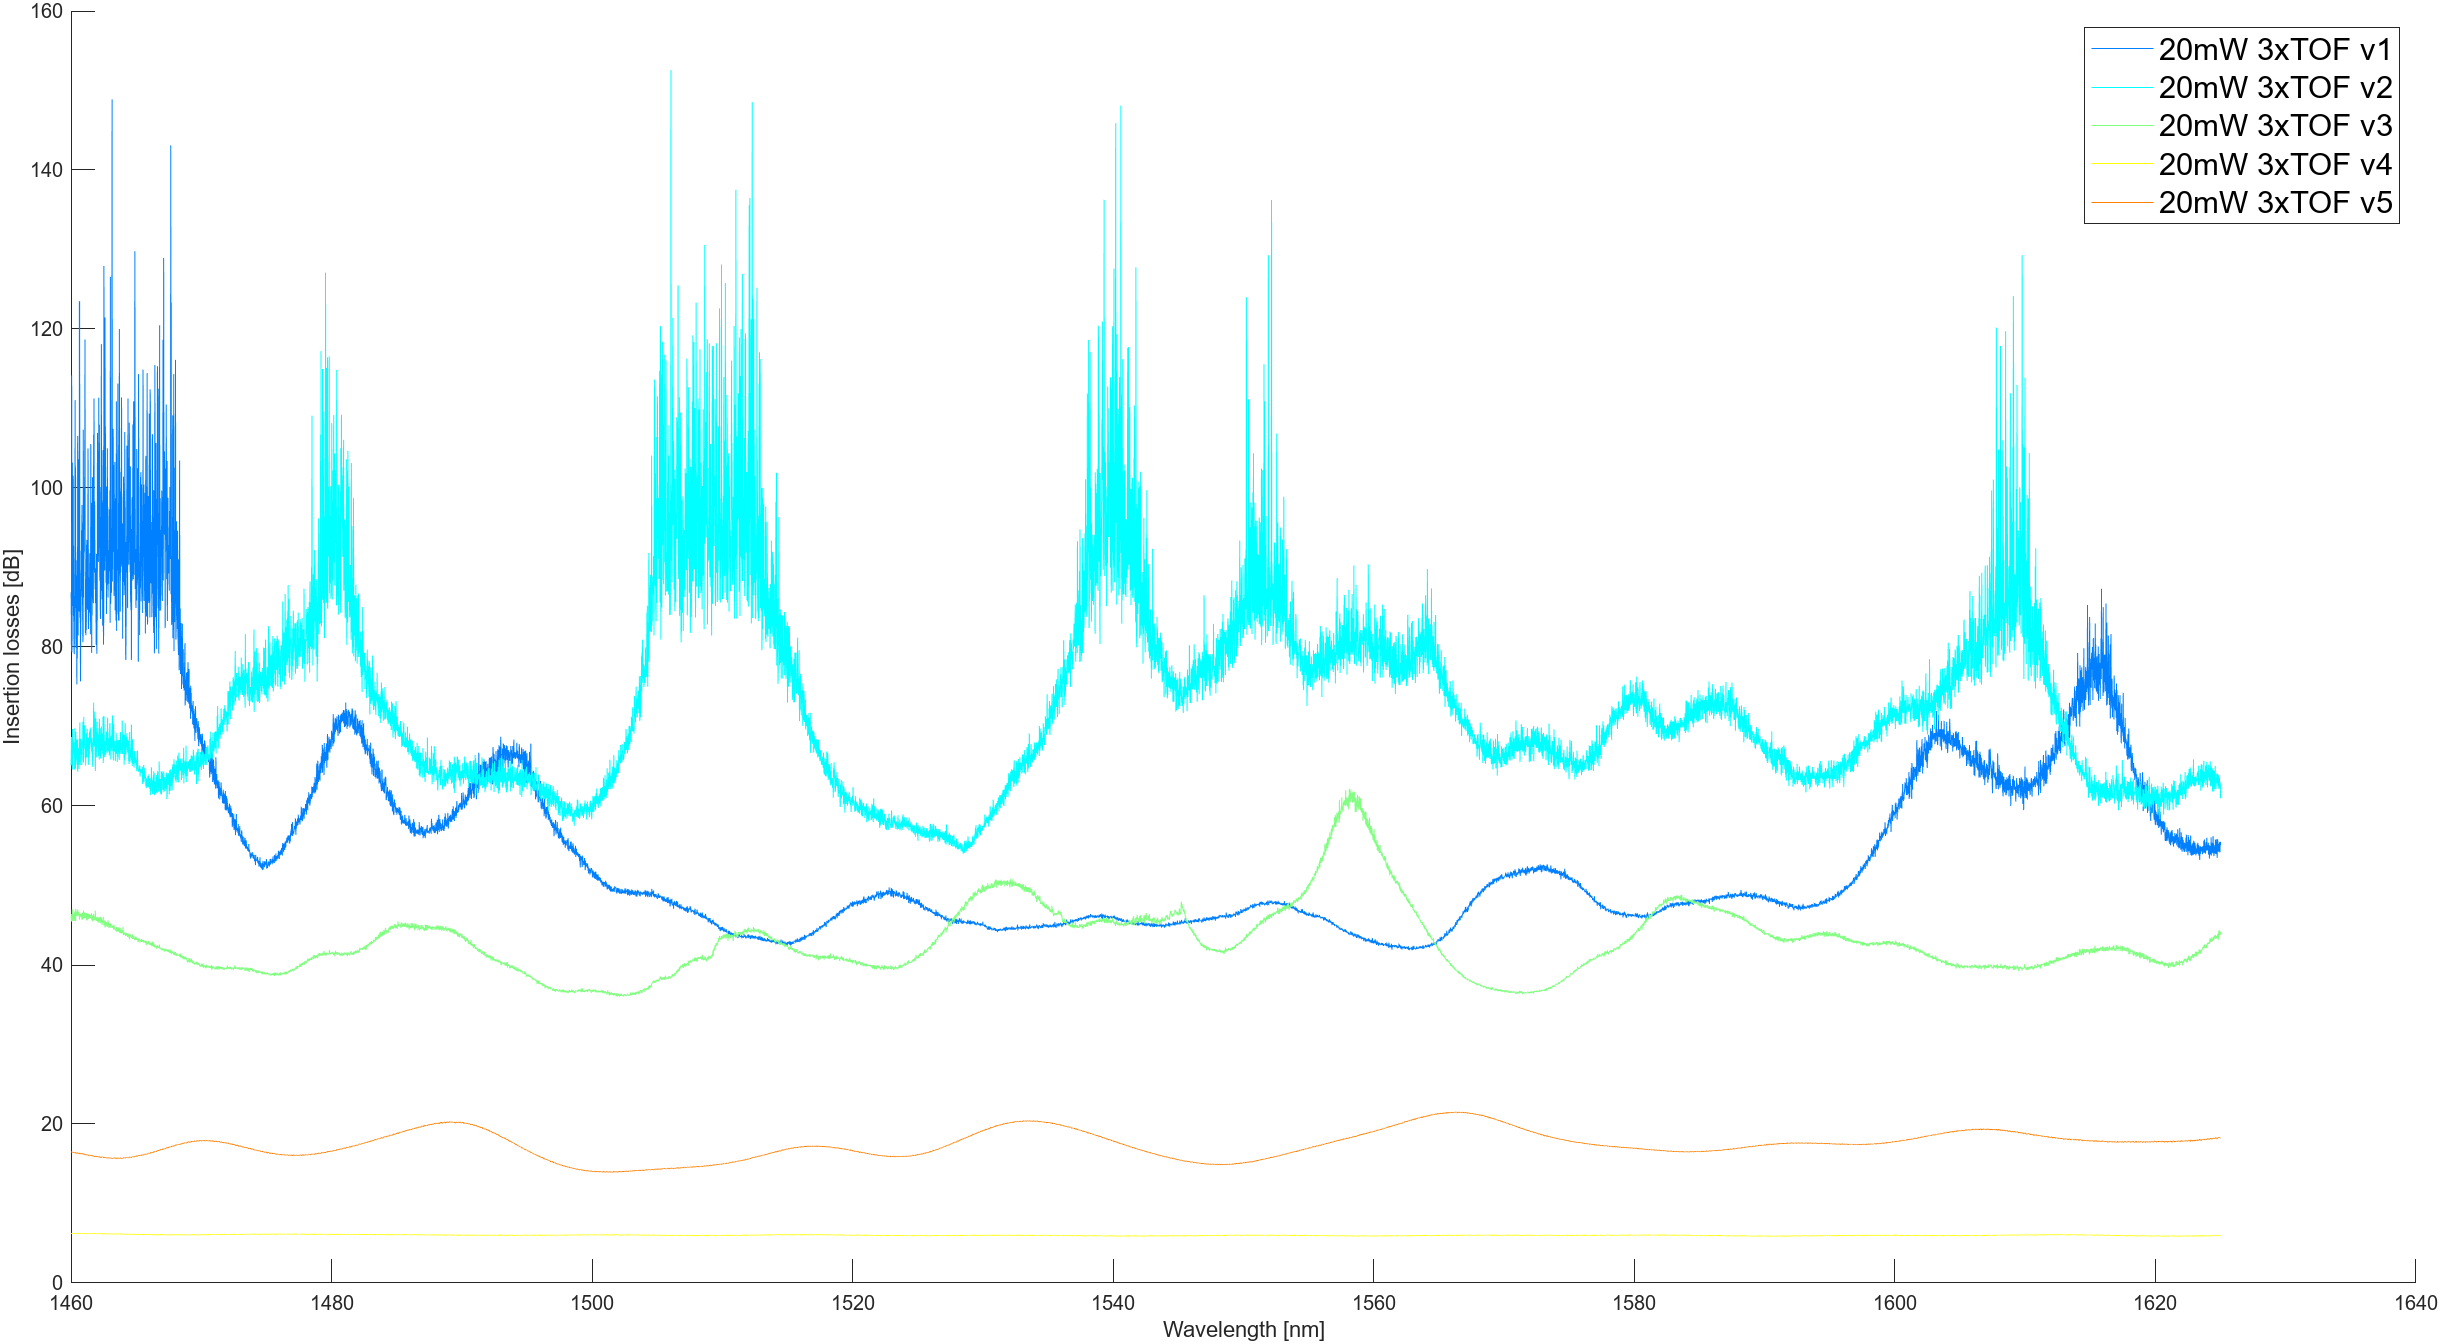 160
140
120
100
80
60
40
20
0
Insertion losses [dB]
20mW 3xTOF v1
20mW 3xTOF v2
20mW 3xTOF v3
20mW 3xTOF v4
20mW 3xTOF v5
1460 1480 1500 1520 1540 1560 1580 1600 1620 1640
Wavelength [nm]